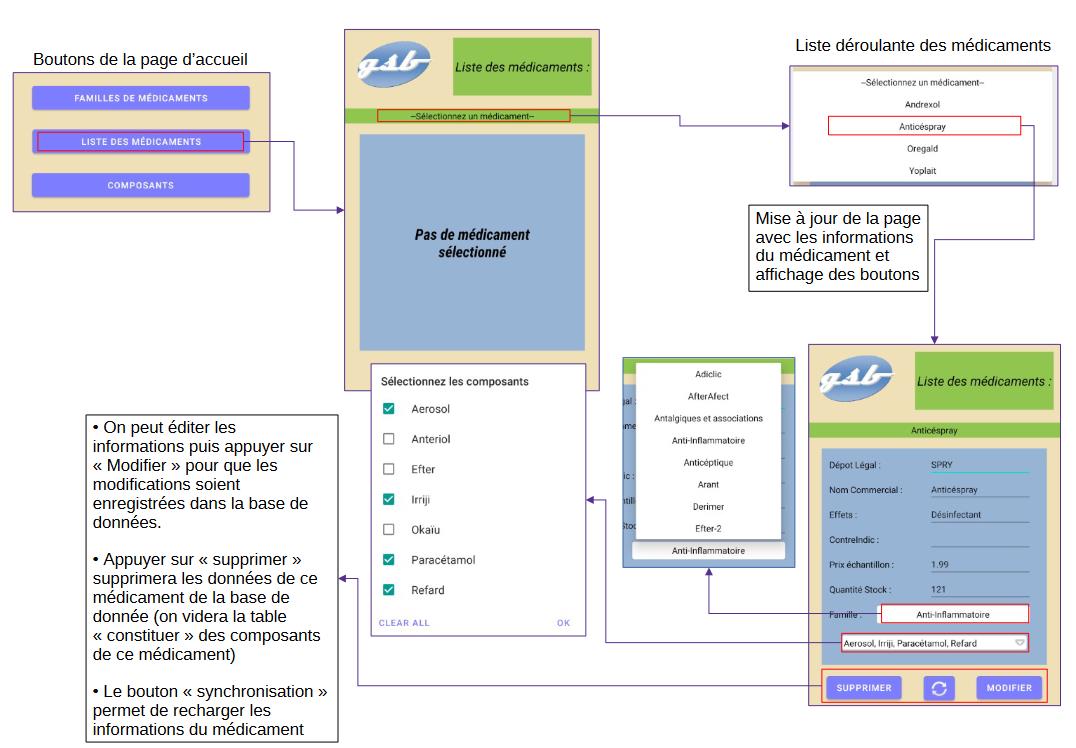 Boutons de la page d'accueil
FAMILLES DE MÉDICAMENTS
LISTE DES MÉDICAMENTS
COMPOSANTS
gsb
Liste des médicaments :
--Sélectionnez un médicament--
Pas de médicament
sélectionné
Liste déroulante des médicaments
--Sélectionnez un médicament--
Andrexol
Anticéspray
Oregald
Yoplait
Mise à jour de la page
avec les informations
du médicament et
affichage des boutons
Sélectionnez les composants
Aerosol
Anteriol
Efter
Irriji
Okaïu
Paracétamol
Refard
CLEAR ALL
OK
Adiclic
AfterAfect
Antalgiques et associations
Anti-Inflammatoire
Anticéptique
Arant
Derimer
Efter-2
Anti-Inflammatoire
gsb
Liste des médicaments :
Anticéspray
Dépot Légal : SPRY
Nom Commercial : Anticéspray
Effets : Désinfectant
ContreIndic :
Prix échantillon : 1.99
Quantité Stock : 121
Famille : Anti-Inflammatoire
Aerosol, Irriji, Paracétamol, Refard
SUPPRIMER
MODIFIER
• On peut éditer les
informations puis appuyer sur
« Modifier » pour que les
modifications soient
enregistrées dans la base de
données.
• Appuyer sur « supprimer »
supprimera les données de ce
médicament de la base de
donnée (on videra la table
« constituer » des composants
de ce médicament)
• Le bouton « synchronisation »
permet de recharger les
informations du médicament